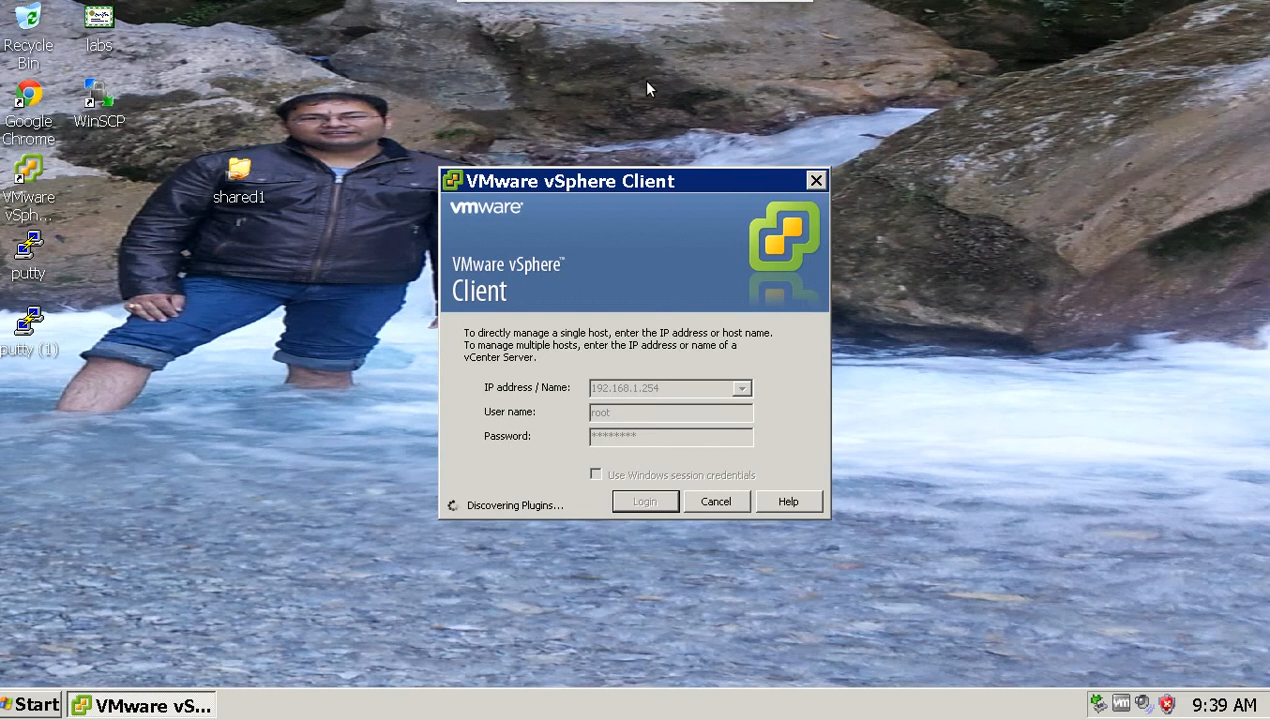 Recycle
Bin
labs
Google
Chrome
WinSCP
VMware
vSph...
shared1
putty
putty (1)
VMware vSphere Client
vmware
VMware vSphere™
Client
To directly manage a single host, enter the IP address or host name.
To manage multiple hosts, enter the IP address or name of a
vCenter Server.
IP address / Name:
192.168.1.254
User name:
root
Password:
********
Use Windows session credentials
Discovering Plugins...
Login
Cancel
Help
Start
VMware vS...
vm
9:39 AM